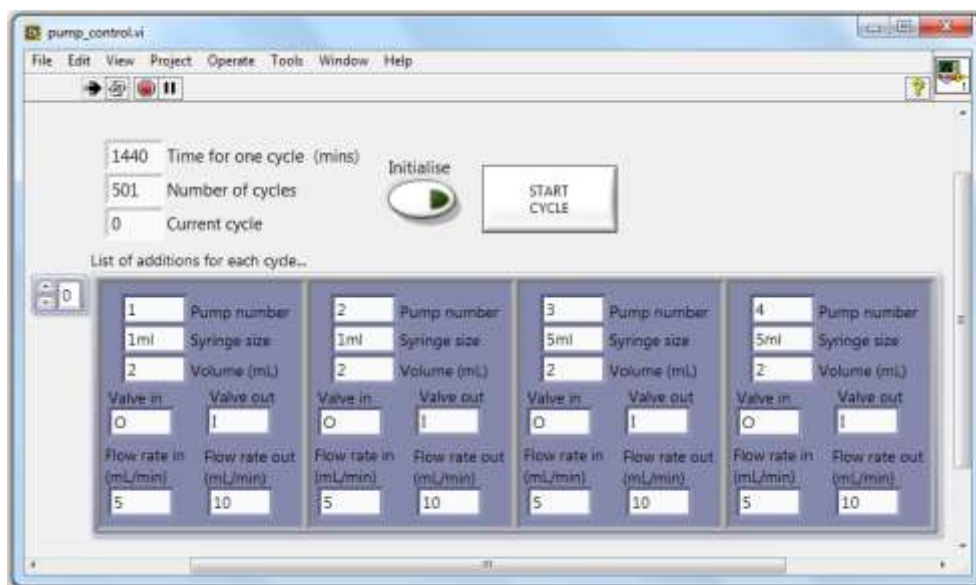 pump_control.vi
File Edit View Project Operate Tools Window Help
1440 Time for one cycle (mins)
501 Number of cycles
0 Current cycle
Initialise
START
CYCLE
List of additions for each cycle...
0
1 Pump number 2 Pump number 3 Pump number 4 Pump number
1ml Syringe size 1ml Syringe size 5ml Syringe size 5ml Syringe size
2 Volume (mL) 2 Volume (mL) 2 Volume (mL) 2 Volume (mL)
Valve in Valve out Valve in Valve out Valve in Valve out Valve in Valve out
O I O I O I O I
Flow rate in Flow rate out Flow rate in Flow rate out Flow rate in Flow rate out Flow rate in Flow rate out
(mL/min) (mL/min) (mL/min) (mL/min) (mL/min) (mL/min) (mL/min) (mL/min)
5 10 5 10 5 10 5 10